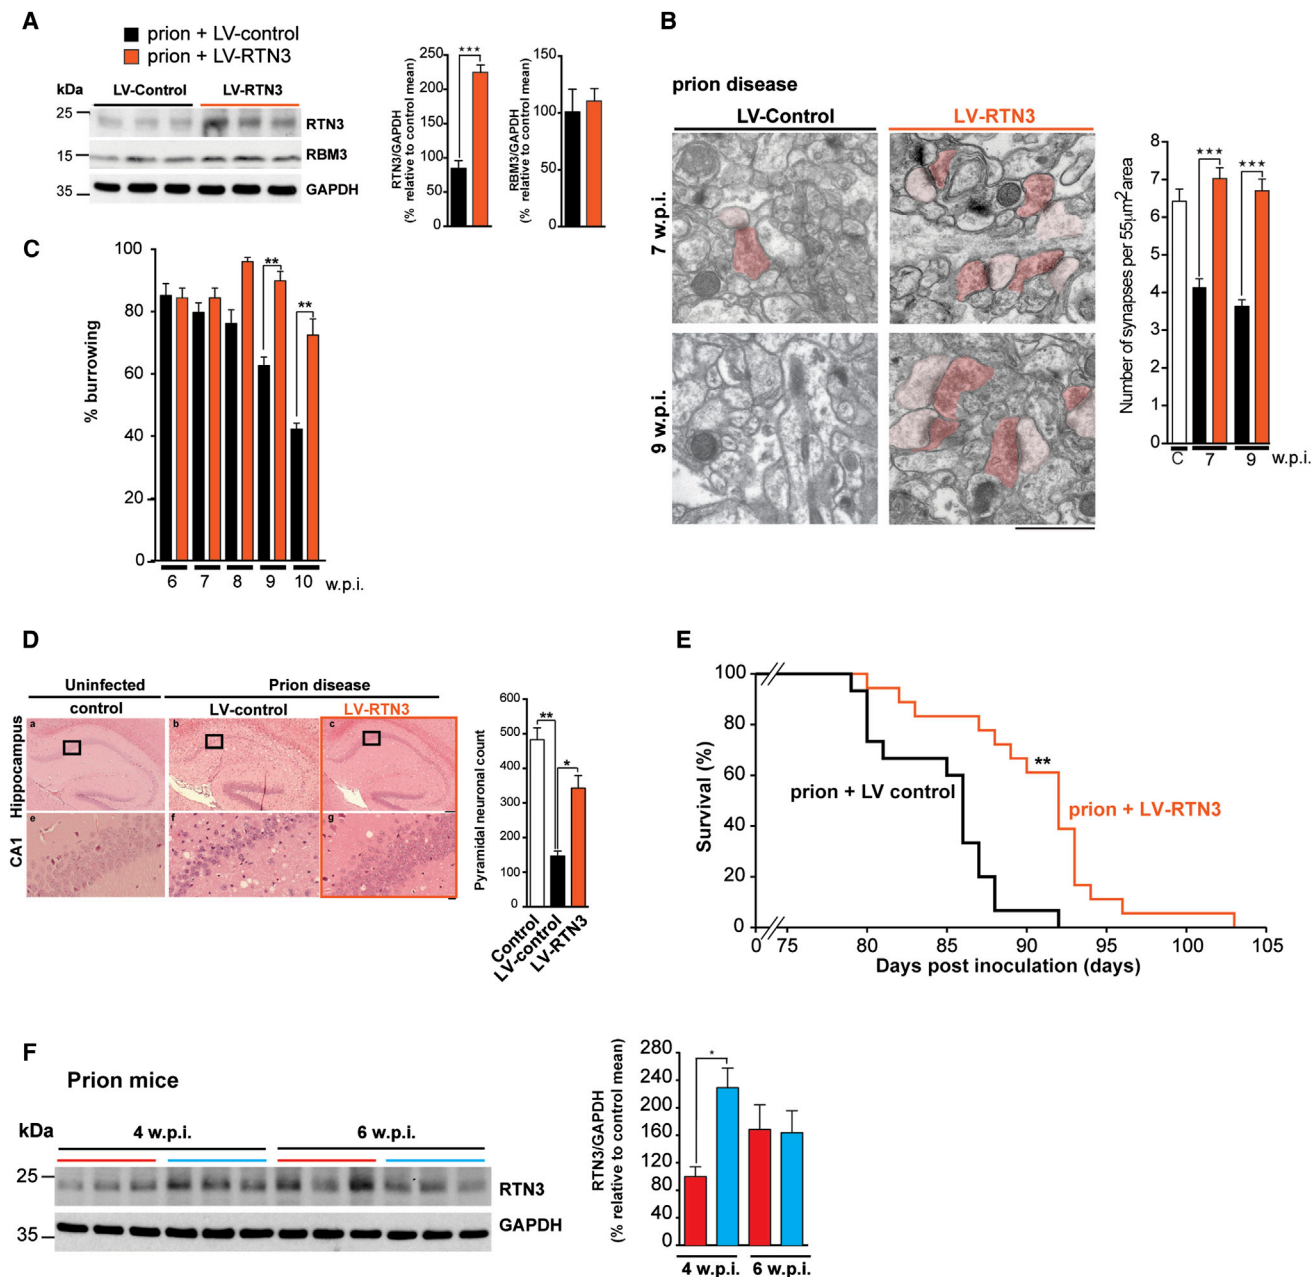 A
prion + LV-control
prion + LV-RTN3
kDa
LV-Control
LV-RTN3
25
RTN3
15
RBM3
35
GAPDH
RTN3/GAPDH
(% relative to control mean)
250
200
150
100
50
0
***
RBM3/GAPDH
(% relative to control mean)
150
100
50
0
B
prion disease
LV-Control
LV-RTN3
7 w.p.i.
9 w.p.i.
Number of synapses per 55µm² area
8
7
6
5
4
3
2
1
0
***
***
C
7
9
w.p.i.
C
% burrowing
100
80
60
40
20
0
**
**
6
7
8
9
10
w.p.i.
D
Uninfected
control
Prion disease
LV-control
LV-RTN3
Hippocampus
CA1
a
b
c
e
f
g
Pyramidal neuronal count
600
500
400
300
200
100
0
**
*
Control
LV-control
LV-RTN3
E
Survival (%)
100
80
60
40
20
0
**
prion + LV control
prion + LV-RTN3
0
75
80
85
90
95
100
105
Days post inoculation (days)
F
Prion mice
kDa
4 w.p.i.
6 w.p.i.
25
RTN3
GAPDH
35
RTN3/GAPDH
(% relative to control mean)
280
240
200
160
120
80
40
0
*
4 w.p.i.
6 w.p.i.